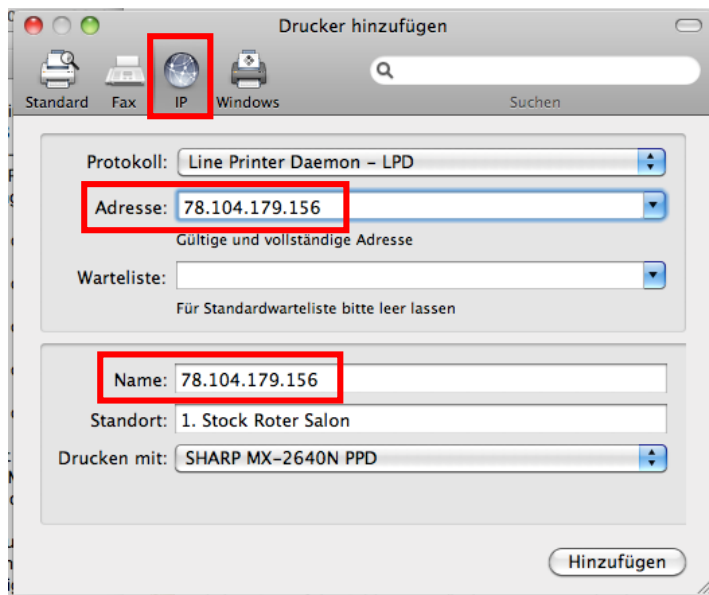 Drucker hinzufügen
Standard Fax IP Windows Suchen
Protokoll: Line Printer Daemon – LPD
Adresse: 78.104.179.156
Gültige und vollständige Adresse
Warteliste:
Für Standardwarteliste bitte leer lassen
Name: 78.104.179.156
Standort: 1. Stock Roter Salon
Drucken mit: SHARP MX-2640N PPD
Hinzufügen